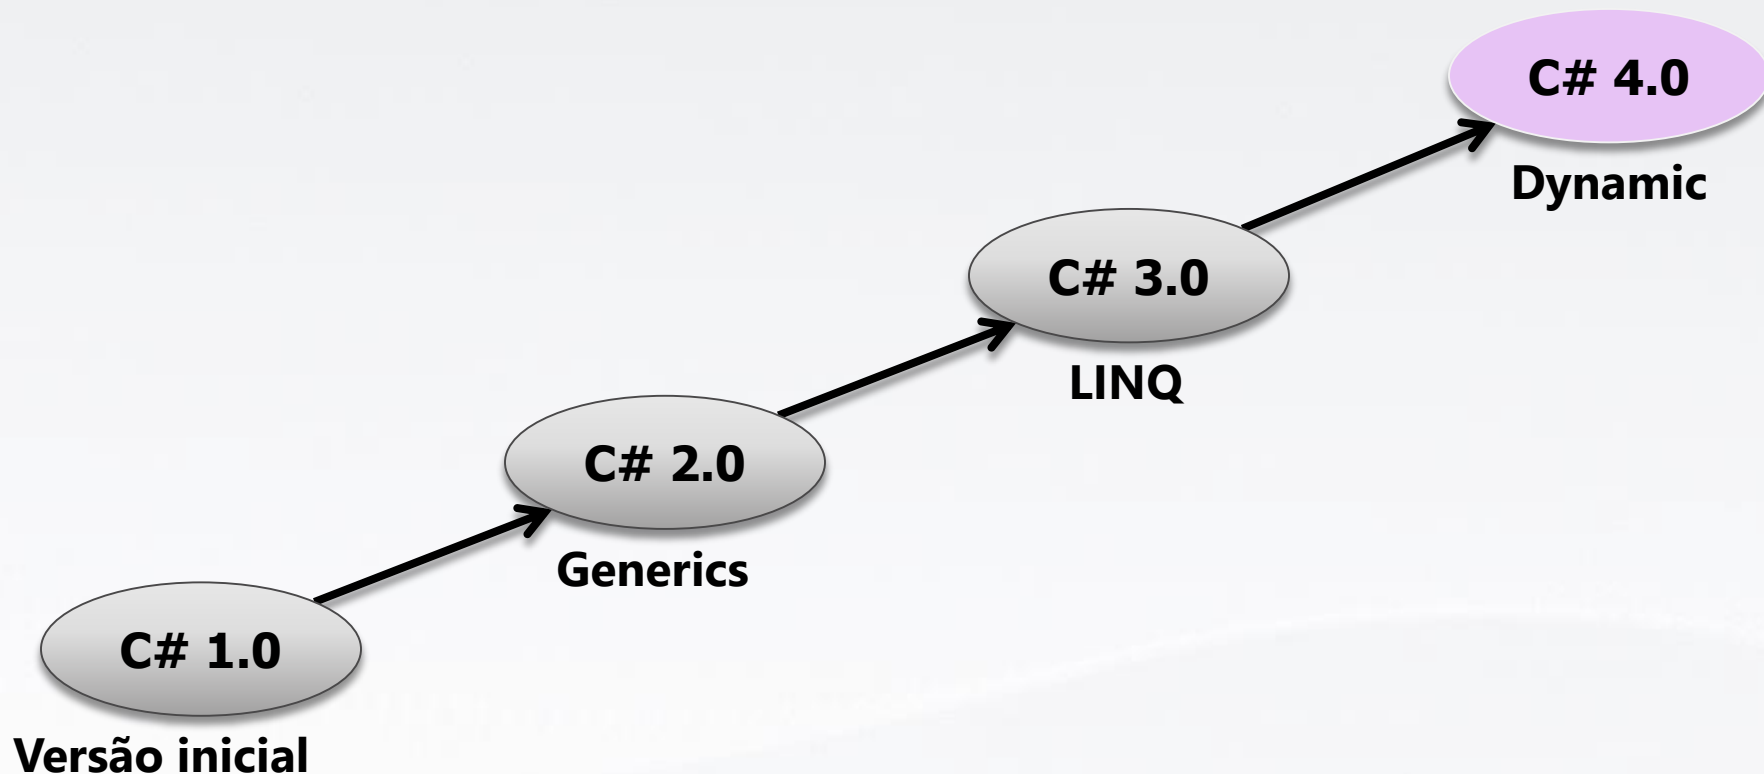 C# 4.0
Dynamic
C# 3.0
LINQ
C# 2.0
Generics
C# 1.0
Versão inicial